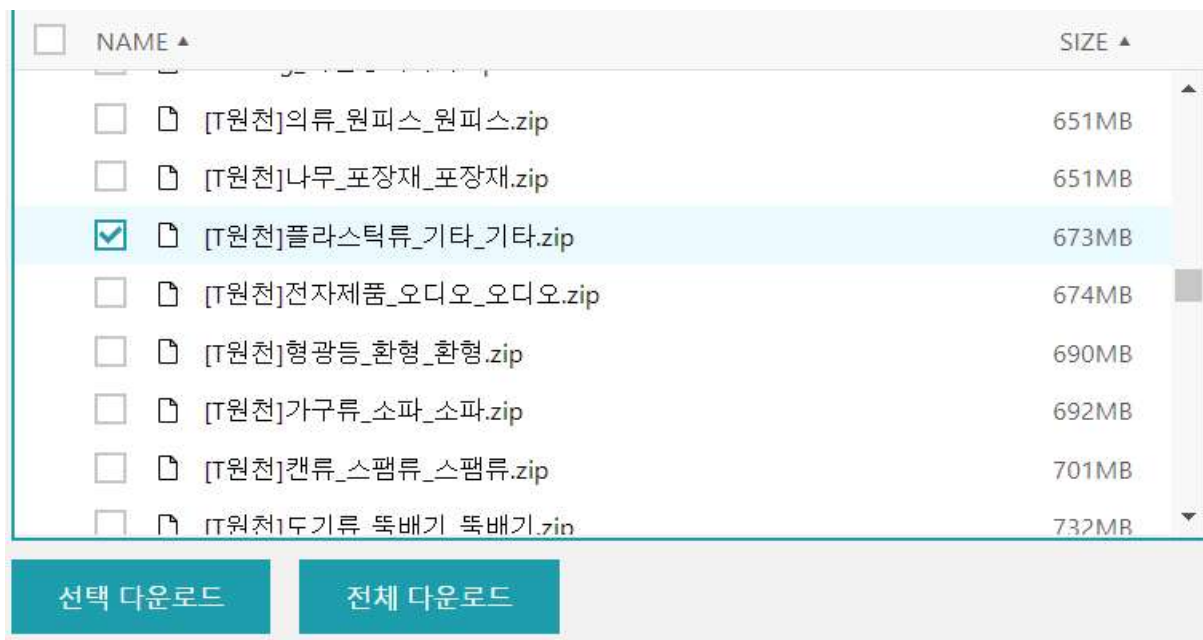 NAME ▲ SIZE ▲
[T원천]의류_원피스_원피스.zip 651MB
[T원천]나무_포장재_포장재.zip 651MB
[T원천]플라스틱류_기타_기타.zip 673MB
[T원천]전자제품_오디오_오디오.zip 674MB
[T원천]형광등_환형_환형.zip 690MB
[T원천]가구류_소파_소파.zip 692MB
[T원천]캔류_스팸류_스팸류.zip 701MB
[T원천]도기류_뚝배기_뚝배기.zip 732MB
선택 다운로드 전체 다운로드